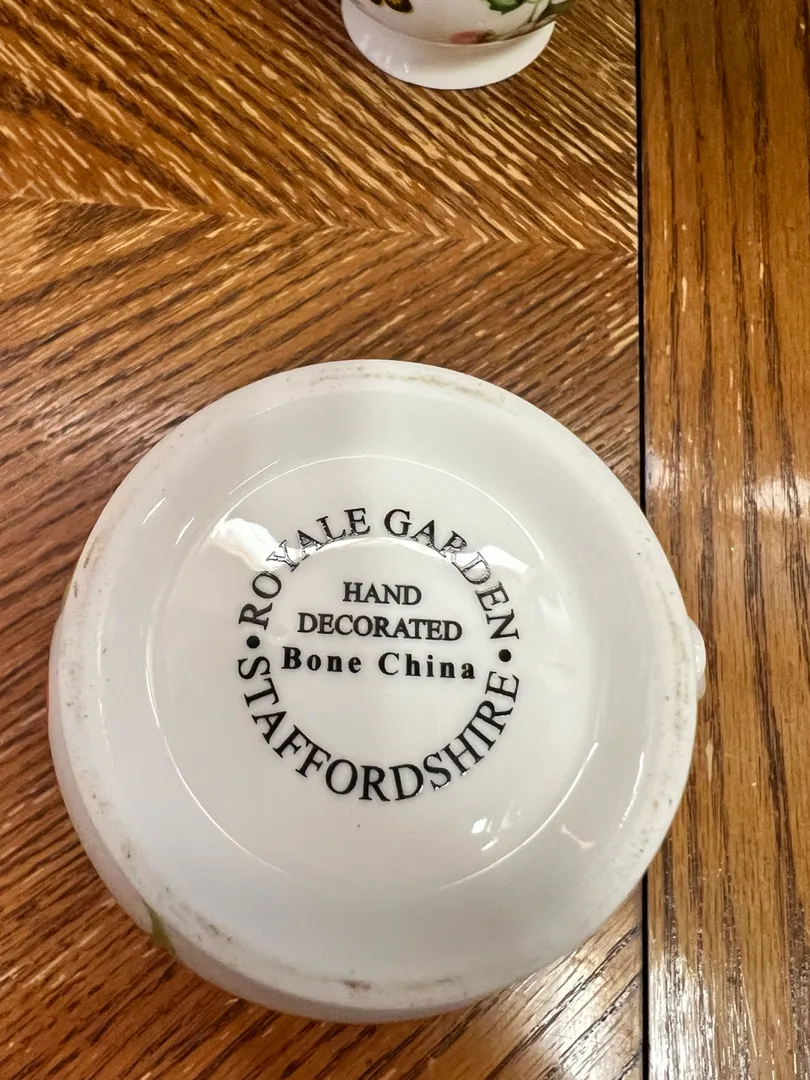 ROYALE GARDEN
HAND
DECORATED
Bone China
• STAFFORDSHIRE •